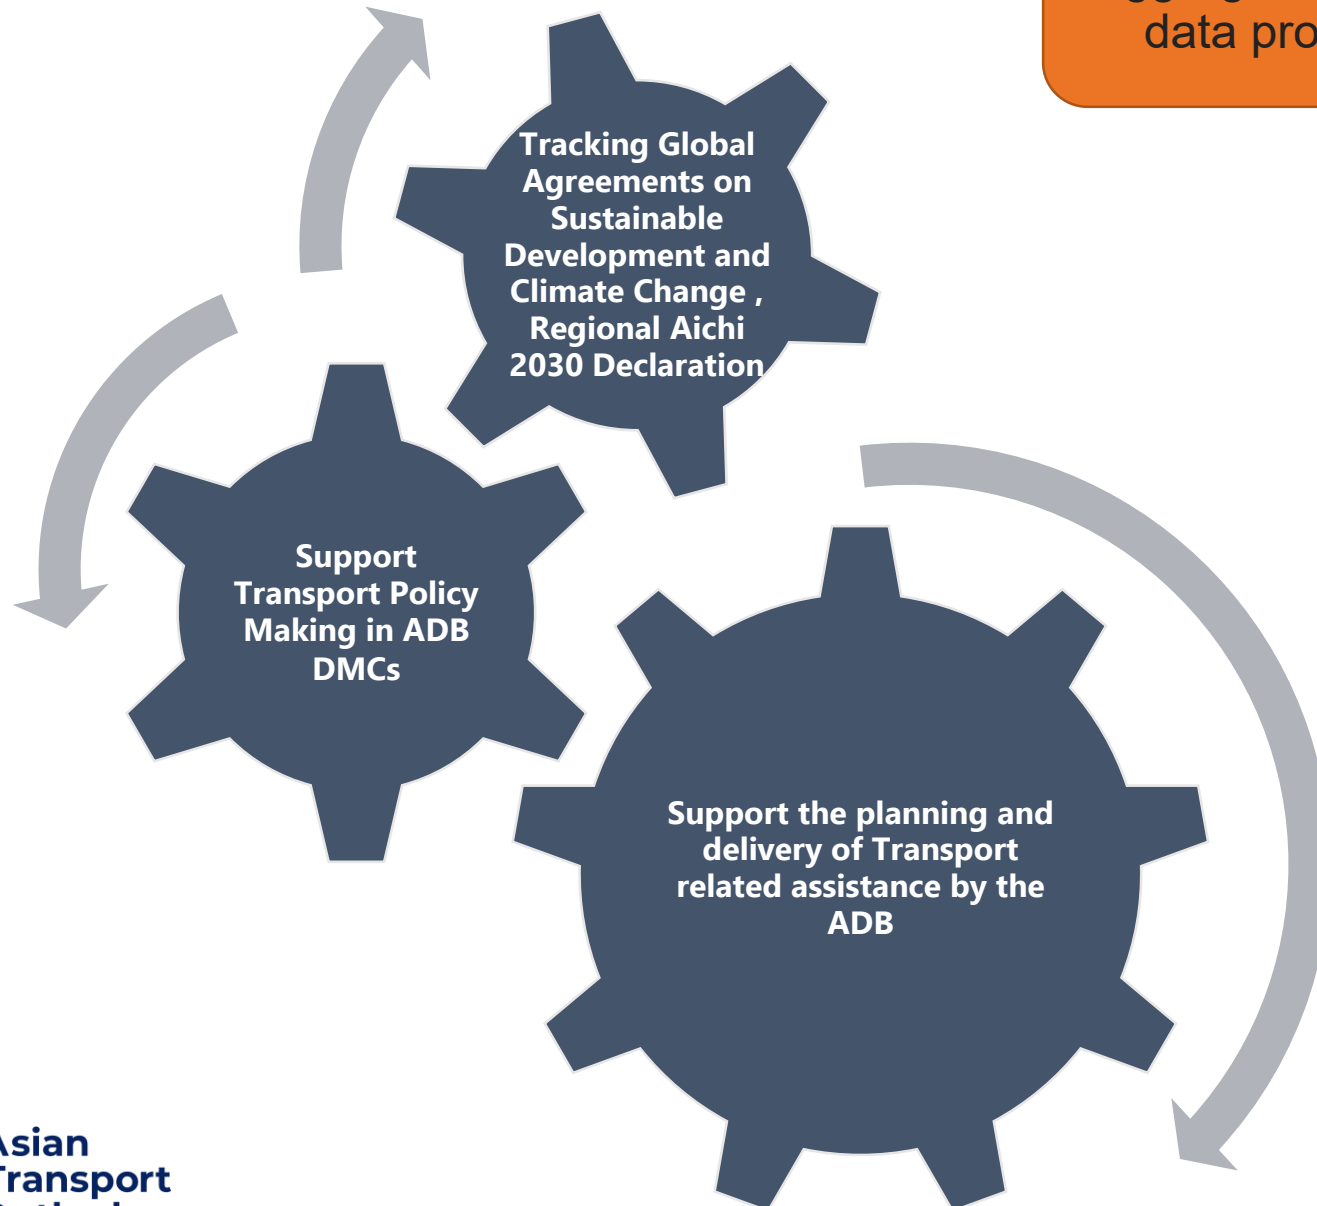 data pro
Tracking Global
Agreements on
Sustainable
Development and
Climate Change ,
Regional Aichi
2030 Declaration
Support
Transport Policy
Making in ADB
DMCs
Support the planning and
delivery of Transport
related assistance by the
ADB
Asian
Transport